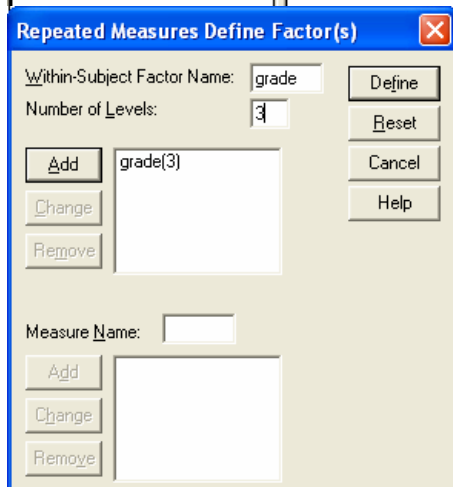 Repeated Measures Define Factor(s)
Within-Subject Factor Name: grade
Define
Number of Levels: 3
Reset
Add
grade(3)
Cancel
Change
Help
Remove
Measure Name:
Add
Change
Remove